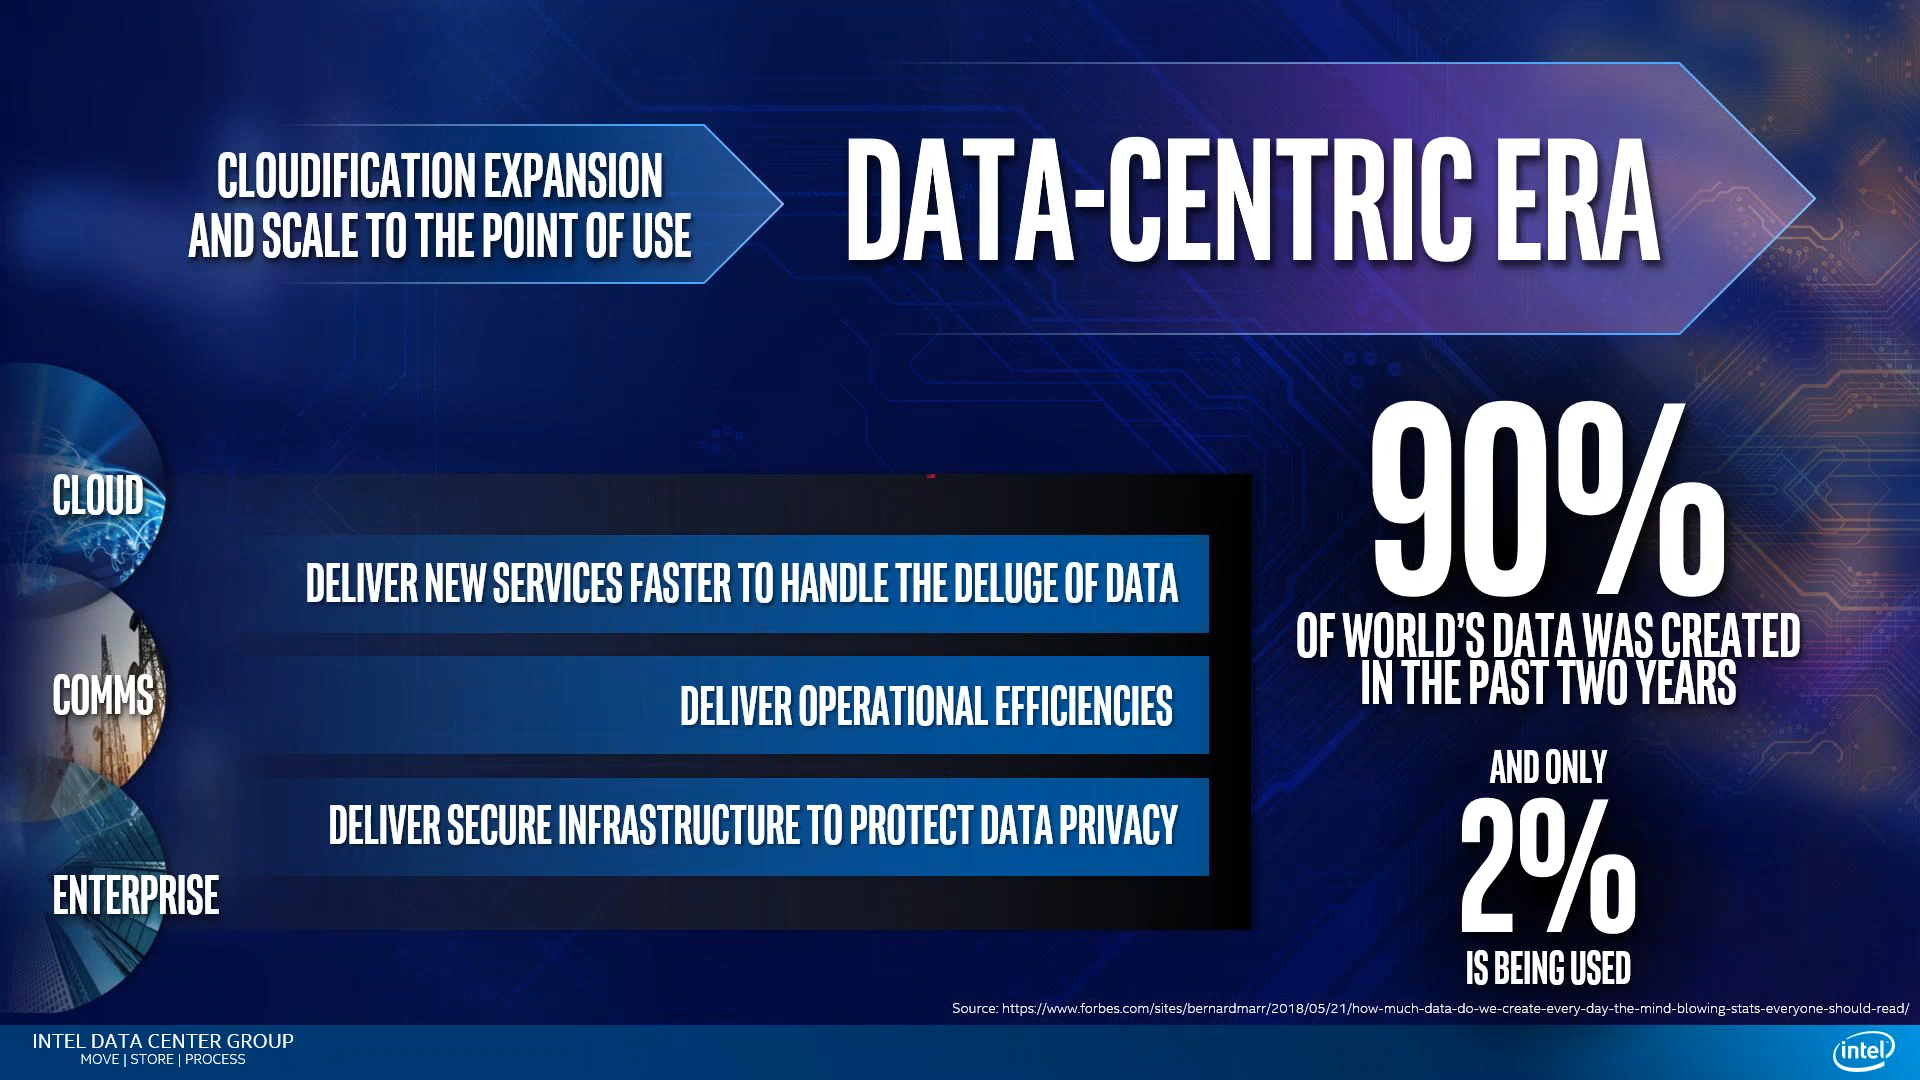 CLOUDIFICATION EXPANSION
AND SCALE TO THE POINT OF USE
DATA-CENTRIC ERA
CLOUD
COMMS
ENTERPRISE
DELIVER NEW SERVICES FASTER TO HANDLE THE DELUGE OF DATA
DELIVER OPERATIONAL EFFICIENCIES
DELIVER SECURE INFRASTRUCTURE TO PROTECT DATA PRIVACY
90%
OF WORLD'S DATA WAS CREATED
IN THE PAST TWO YEARS
AND ONLY
2%
IS BEING USED
Source: https://www.forbes.com/sites/bernardmarr/2018/05/21/how-much-data-do-we-create-every-day-the-mind-blowing-stats-everyone-should-read/
INTEL DATA CENTER GROUP
MOVE | STORE | PROCESS
intel